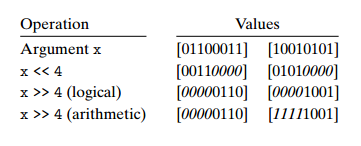 Operation Values
Argument x [01100011] [10010101]
x << 4 [00110000] [01010000]
x >> 4 (logical) [00000110] [00001001]
x >> 4 (arithmetic) [00000110] [11111001]